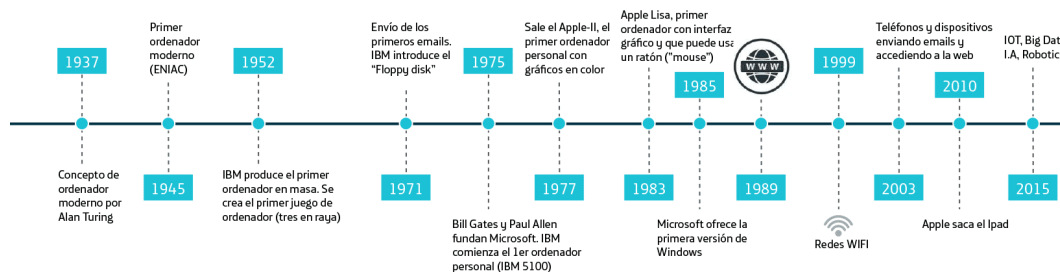 1937
Concepto de
ordenador
moderno por
Alan Turing
Primer
ordenador
moderno
(ENIAC)
1945
1952
IBM produce el primer
ordenador en masa. Se
crea el primer juego de
ordenador (tres en raya)
Envío de los
primeros emails.
IBM introduce el
"Floppy disk"
1971
1975
Bill Gates y Paul Allen
fundan Microsoft. IBM
comienza el 1er ordenador
personal (IBM 5100)
Sale el Apple-II, el
primer ordenador
personal con
gráficos en color
1977
Apple Lisa, primer
ordenador con interfaz
gráfico y que puede usa
un ratón ("mouse")
1983
1985
Microsoft ofrece la
primera versión de
Windows
WWW
1989
1999
Redes WIFI
Teléfonos y dispositivos
enviando emails y
accediendo a la web
2003
2010
Apple saca el Ipad
IOT, Big Dat
I.A, Robotic
2015